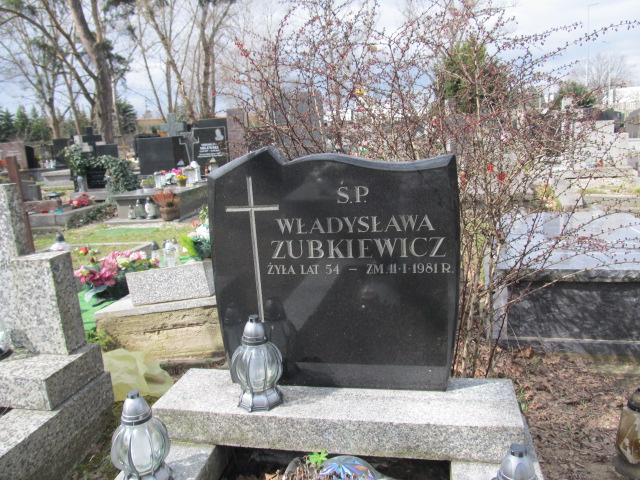 Ś.P.
WŁADYSŁAWA
ZUBKIEWICZ
ŻYŁA LAT 54 – ZM. 11·I·1981 R.